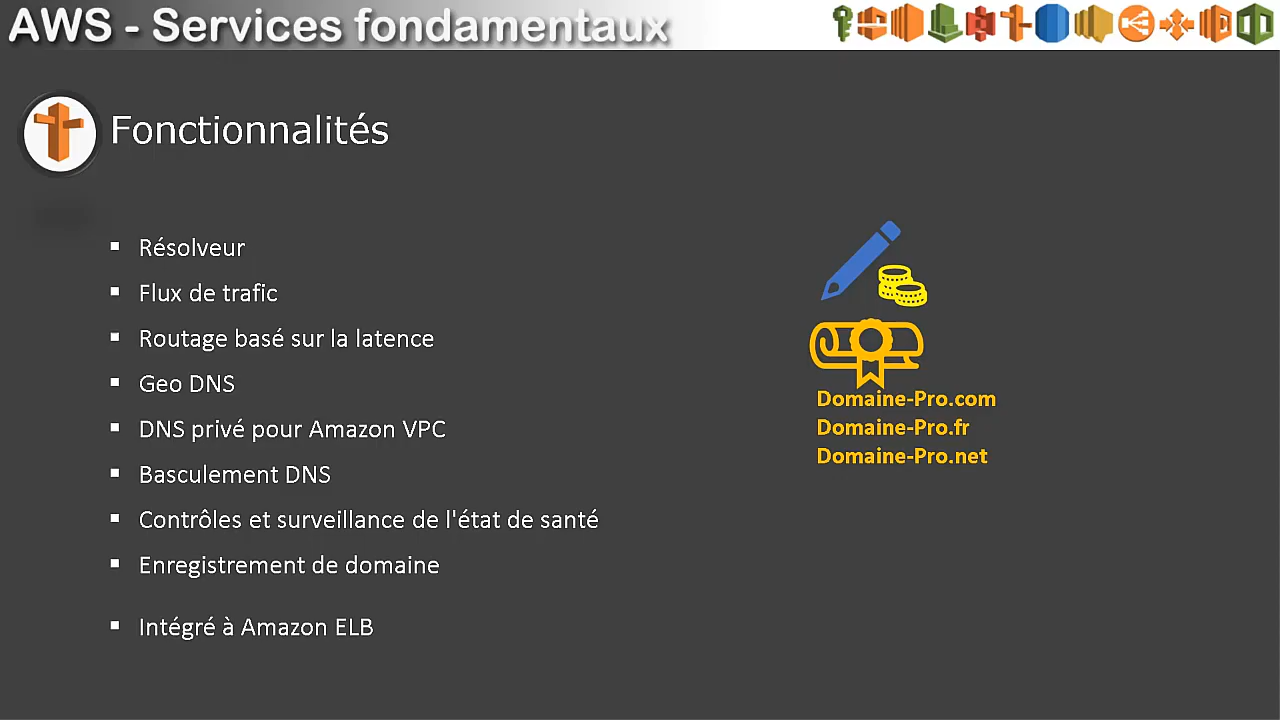 AWS - Services fondamentaux
Fonctionnalités
Résolveur
Flux de trafic
Routage basé sur la latence
Geo DNS
DNS privé pour Amazon VPC
Basculement DNS
Contrôles et surveillance de l'état de santé
Enregistrement de domaine
Intégré à Amazon ELB
Domaine-Pro.com
Domaine-Pro.fr
Domaine-Pro.net